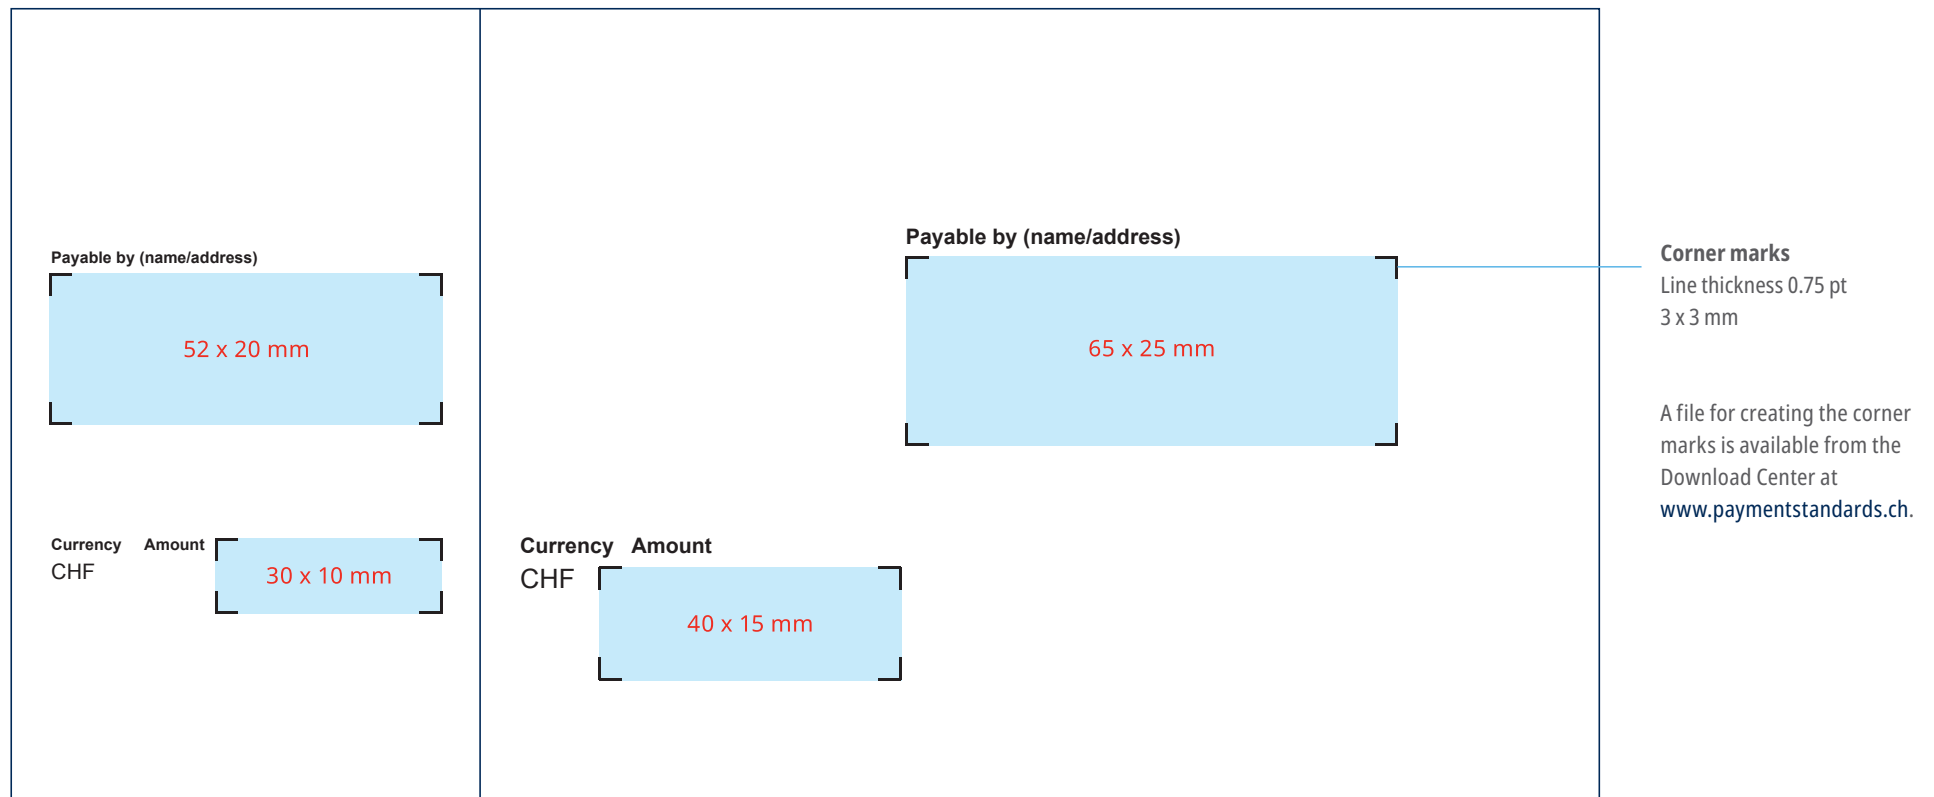 Payable by (name/address)
52 x 20 mm
Currency Amount
CHF
30 x 10 mm
Payable by (name/address)
65 x 25 mm
Currency Amount
CHF
40 x 15 mm
Corner marks
Line thickness 0.75 pt
3 x 3 mm
A file for creating the corner
marks is available from the
Download Center at
www.paymentstandards.ch.